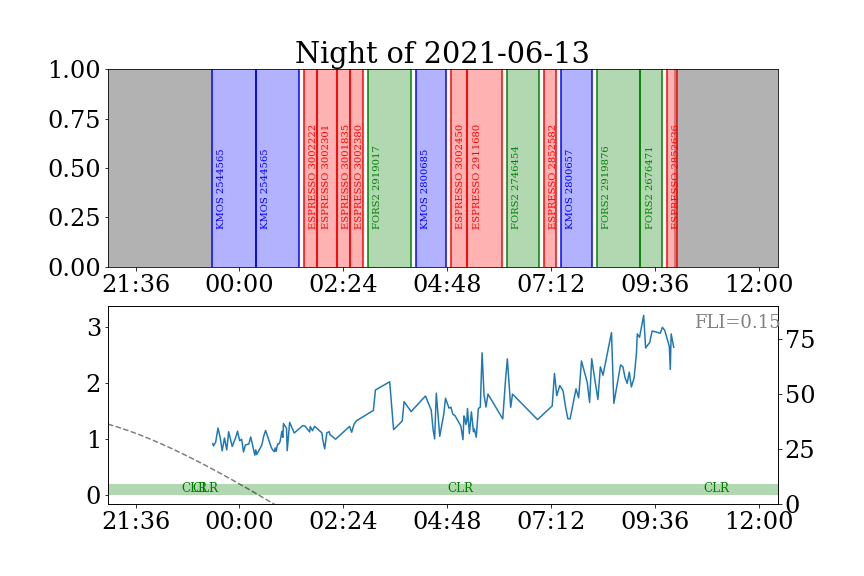 Night of 2021-06-13
1.00
0.75
0.50
0.25
0.00
KMOS 2544565
KMOS 2544565
ESPRESSO 3002222
ESPRESSO 3002301
ESPRESSO 3001835
ESPRESSO 3002380
FORS2 2919017
KMOS 2800685
ESPRESSO 3002450
ESPRESSO 2911680
FORS2 2746454
ESPRESSO 2852582
KMOS 2800657
FORS2 2919876
FORS2 2676471
ESPRESSO 2852636
21:36 00:00 02:24 04:48 07:12 09:36 12:00
FLI=0.15
3
2
1
0
75
50
25
0
CLR CLR CLR CLR
21:36 00:00 02:24 04:48 07:12 09:36 12:00